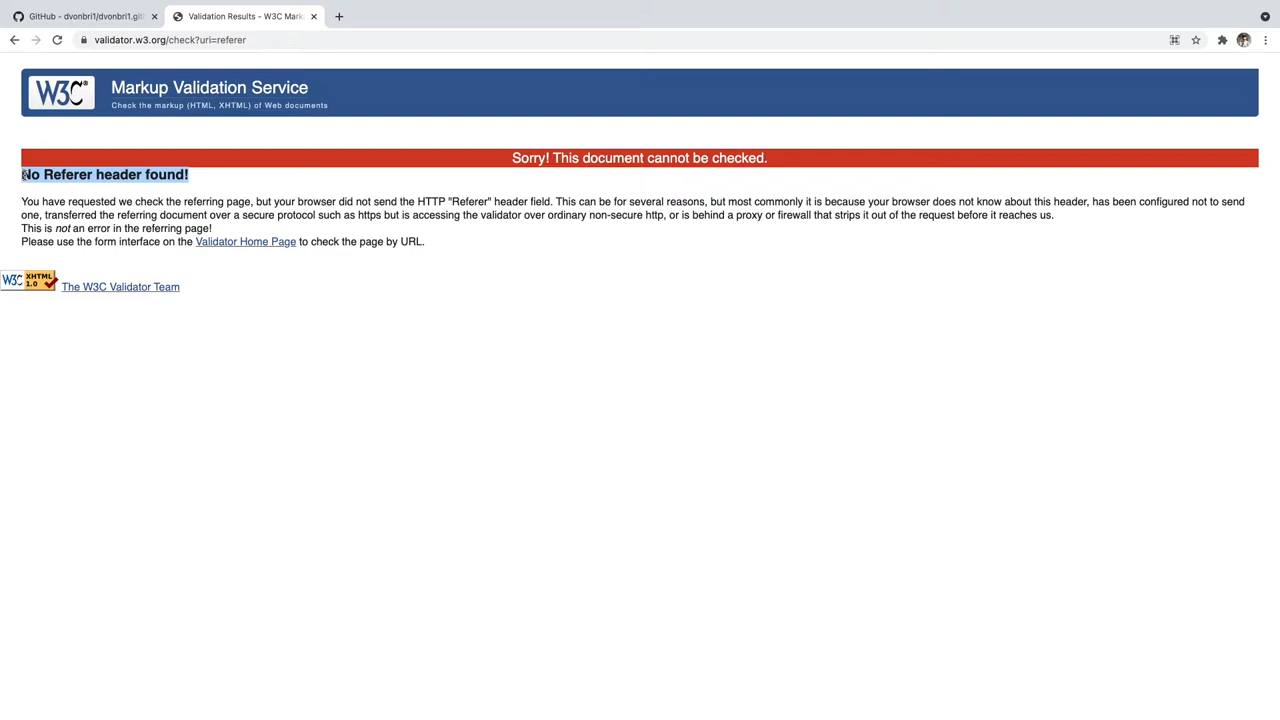 GitHub - dvonbri1/dvonbri1.git
Validation Results - W3C Mark
validator.w3.org/check?uri=referer
W3C®
Markup Validation Service
Check the markup (HTML, XHTML) of Web documents
Sorry! This document cannot be checked.
No Referer header found!
You have requested we check the referring page, but your browser did not send the HTTP "Referer" header field. This can be for several reasons, but most commonly it is because your browser does not know about this header, has been configured not to send
one, transferred the referring document over a secure protocol such as https but is accessing the validator over ordinary non-secure http, or is behind a proxy or firewall that strips it out of the request before it reaches us.
This is not an error in the referring page!
Please use the form interface on the Validator Home Page to check the page by URL.
W3C XHTML 1.0
The W3C Validator Team